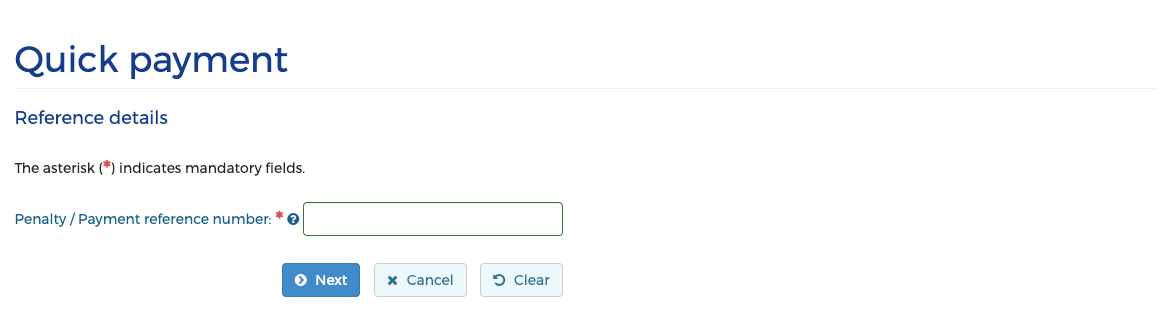 Quick payment
Reference details
The asterisk (*) indicates mandatory fields.
Penalty / Payment reference number: * ?
Next Cancel Clear